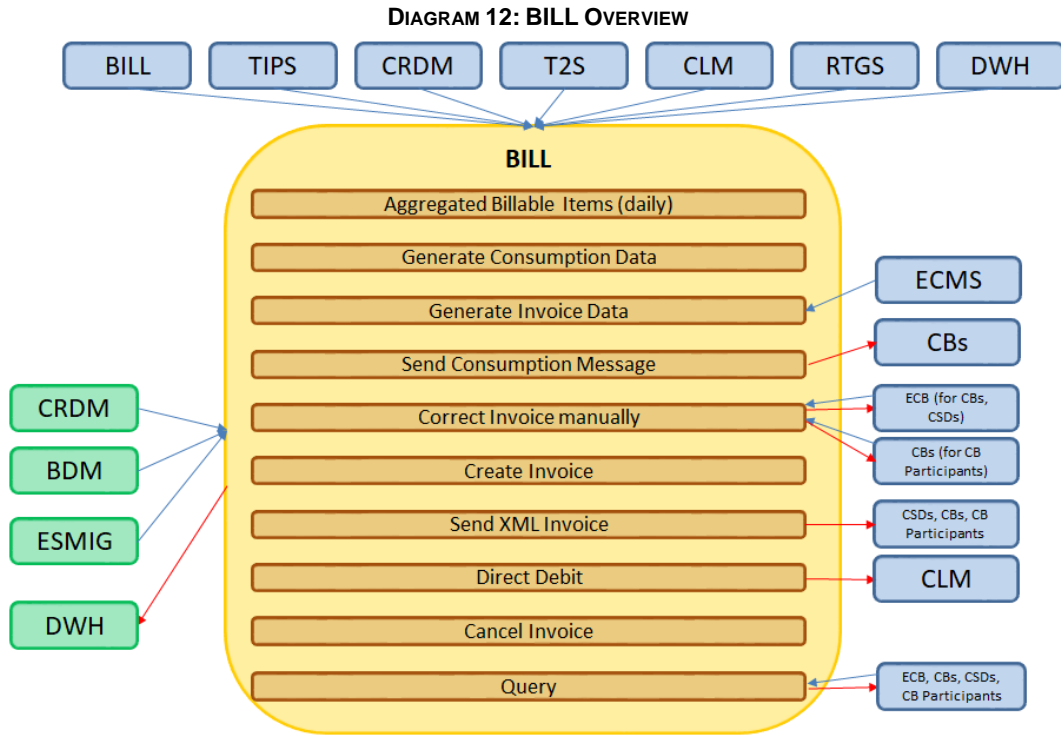 DIAGRAM 12: BILL OVERVIEW
BILL
TIPS
CRDM
T2S
CLM
RTGS
DWH
BILL
Aggregated Billable Items (daily)
Generate Consumption Data
Generate Invoice Data
Send Consumption Message
Correct Invoice manually
Create Invoice
Send XML Invoice
Direct Debit
Cancel Invoice
Query
CRDM
BDM
ESMIG
DWH
ECMS
CBs
ECB (for CBs,
CSDs)
CBs (for CB
Participants)
CSDs, CBs, CB
Participants
CLM
ECB, CBs, CSDs,
CB Participants